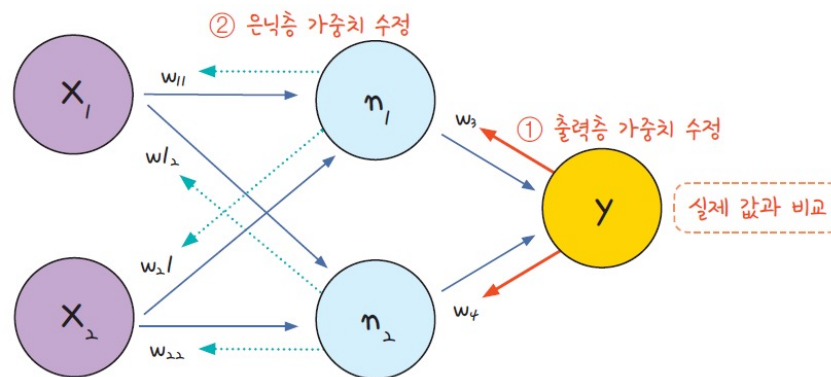 ② 은닉층 가중치 수정
x₁
w₁₁
n₁
w₃
① 출력층 가중치 수정
w1₂
y
실제 값과 비교
w₂1
x₂
n₂
w₄
w₂₂